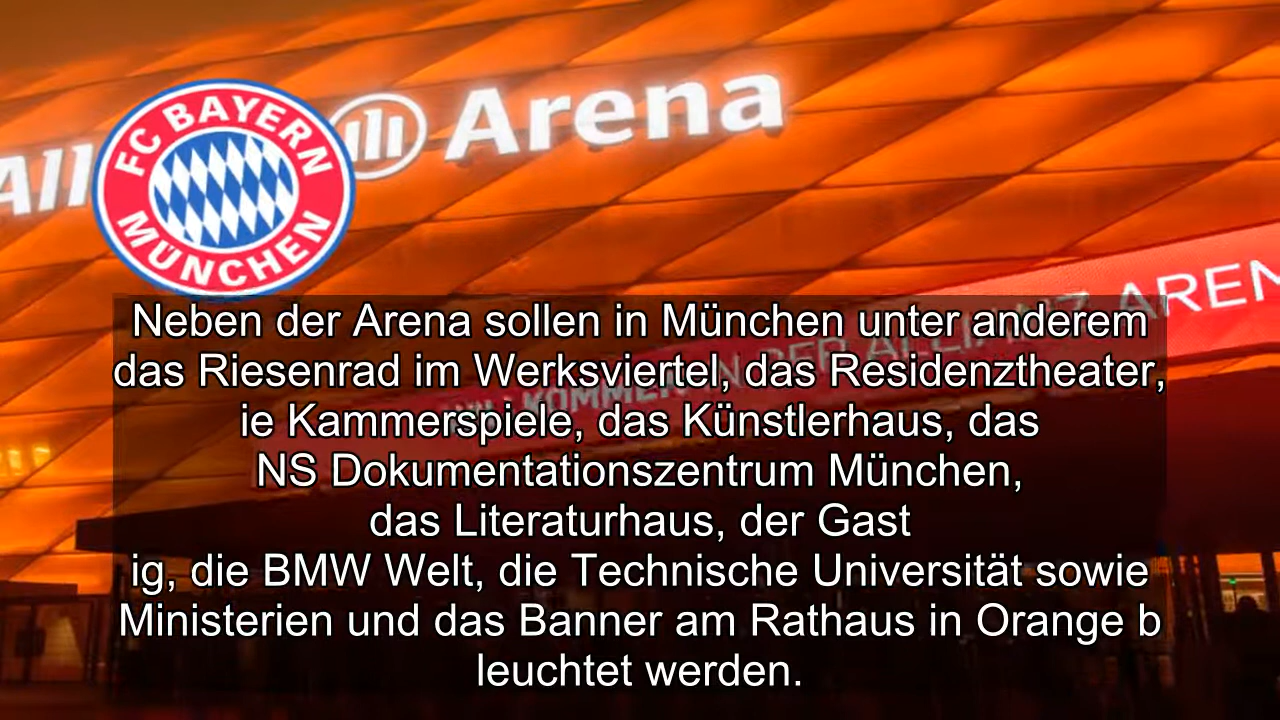 Arena
FC BAYERN
MÜNCHEN
Neben der Arena sollen in München unter anderem
das Riesenrad im Werksviertel, das Residenztheater,
ie Kammerspiele, das Künstlerhaus, das
NS Dokumentationszentrum München,
das Literaturhaus, der Gast
ig, die BMW Welt, die Technische Universität sowie
Ministerien und das Banner am Rathaus in Orange b
leuchtet werden.